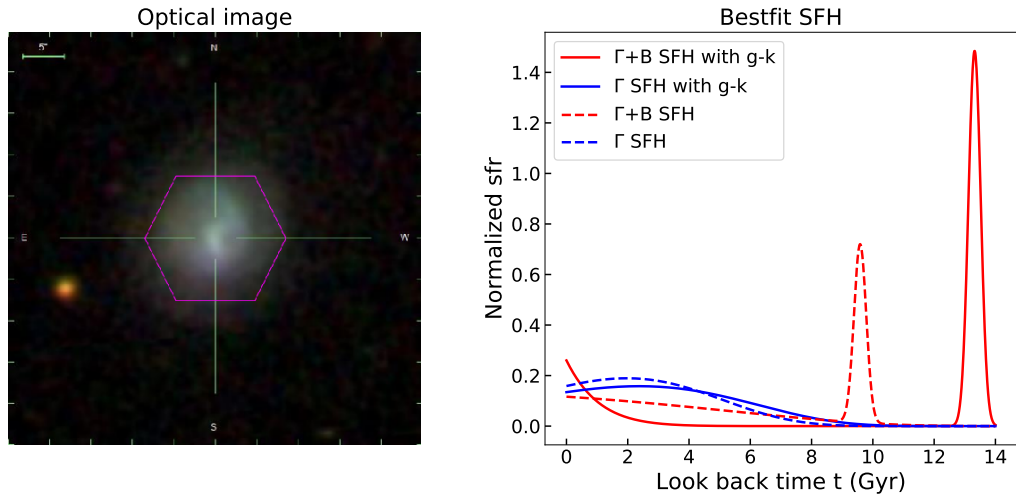 Optical image
5"
N
E
W
S
Bestfit SFH
Γ+B SFH with g-k
Γ SFH with g-k
Γ+B SFH
Γ SFH
Normalized sfr
1.4
1.2
1.0
0.8
0.6
0.4
0.2
0.0
0 2 4 6 8 10 12 14
Look back time t (Gyr)